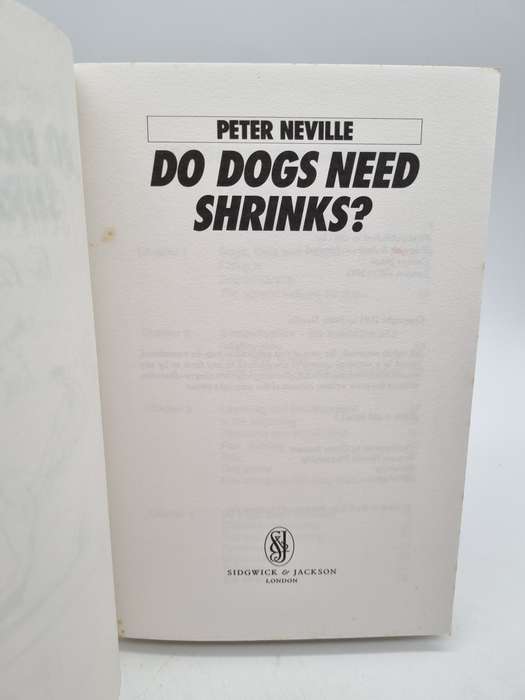 PETER NEVILLE
DO DOGS NEED
SHRINKS?
S&J
SIDGWICK & JACKSON
LONDON